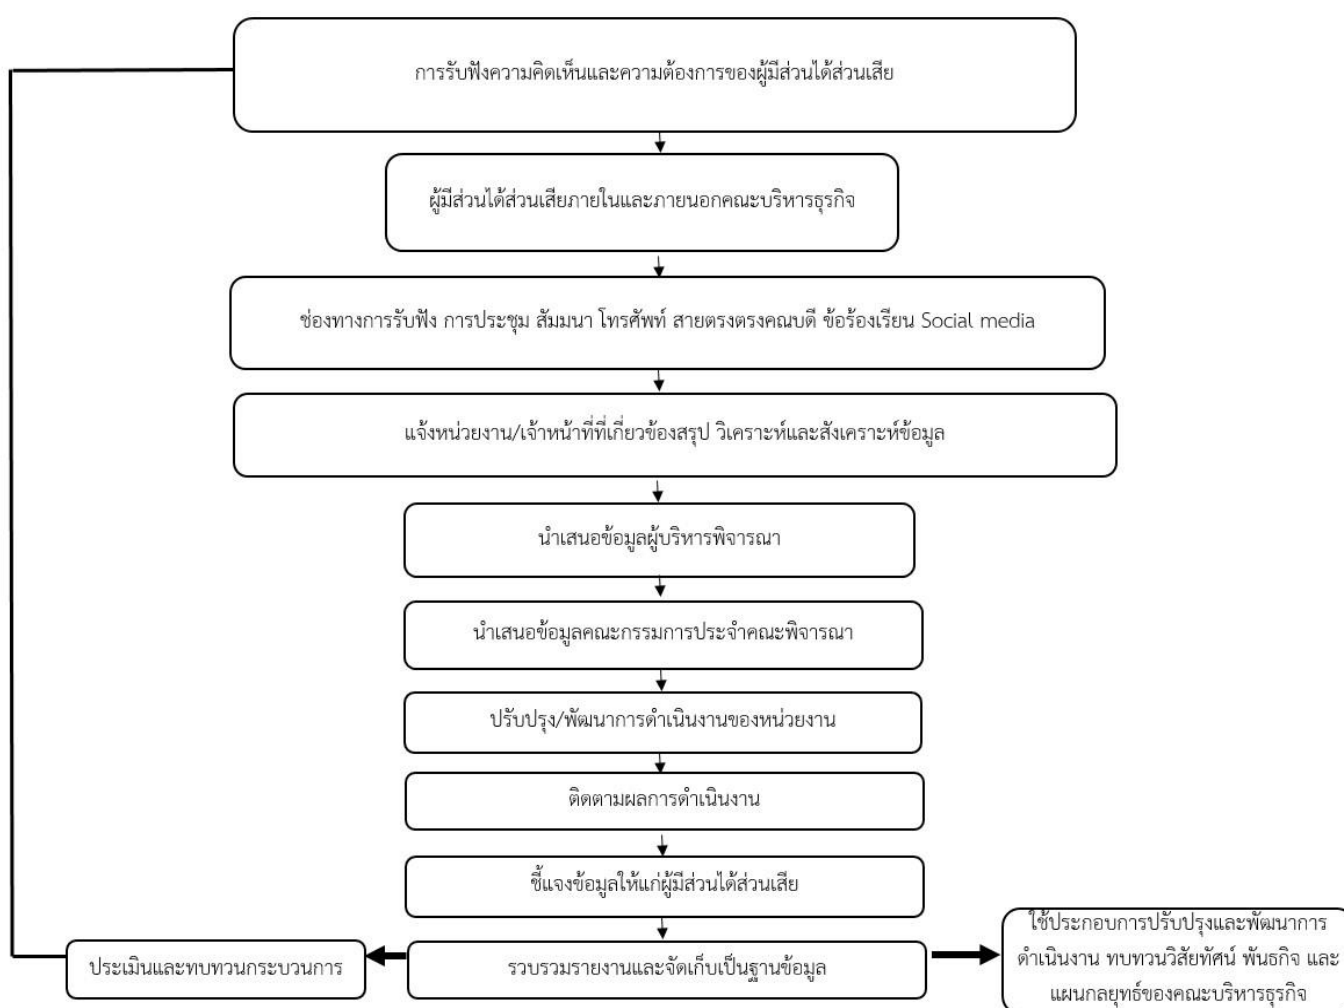 การรับฟังความคิดเห็นและความต้องการของผู้มีส่วนได้ส่วนเสีย
ผู้มีส่วนได้ส่วนเสียภายในและภายนอกคณะบริหารธุรกิจ
ช่องทางการรับฟัง การประชุม สัมมนา โทรศัพท์ สายตรงตรงคณบดี ข้อร้องเรียน Social media
แจ้งหน่วยงาน/เจ้าหน้าที่ที่เกี่ยวข้องสรุป วิเคราะห์และสังเคราะห์ข้อมูล
นำเสนอข้อมูลผู้บริหารพิจารณา
นำเสนอข้อมูลคณะกรรมการประจำคณะพิจารณา
ปรับปรุง/พัฒนาการดำเนินงานของหน่วยงาน
ติดตามผลการดำเนินงาน
ชี้แจงข้อมูลให้แก่ผู้มีส่วนได้ส่วนเสีย
ประเมินและทบทวนกระบวนการ
รวบรวมรายงานและจัดเก็บเป็นฐานข้อมูล
ใช้ประกอบการปรับปรุงและพัฒนาการ
ดำเนินงาน ทบทวนวิสัยทัศน์ พันธกิจ และ
แผนกลยุทธ์ของคณะบริหารธุรกิจ